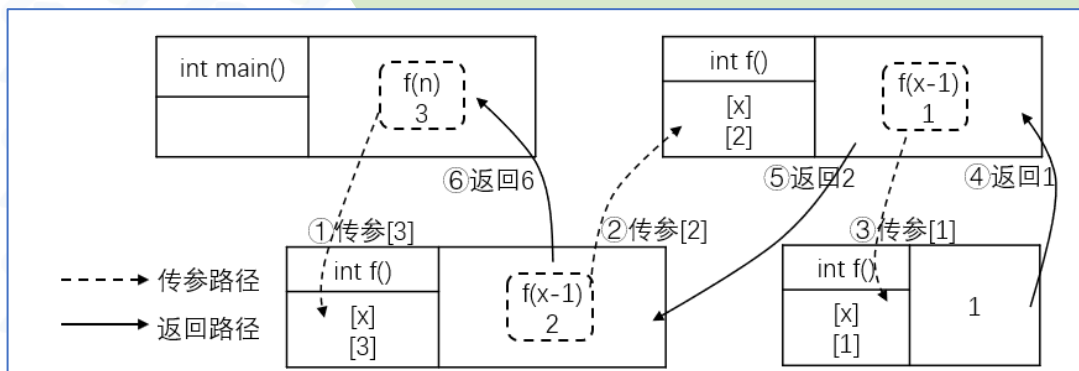 int main()
f(n)
3
int f()
[x]
[2]
f(x-1)
1
⑥返回6
⑤返回2
④返回1
①传参[3]
②传参[2]
③传参[1]
传参路径
返回路径
int f()
[x]
[3]
f(x-1)
2
int f()
[x]
[1]
1